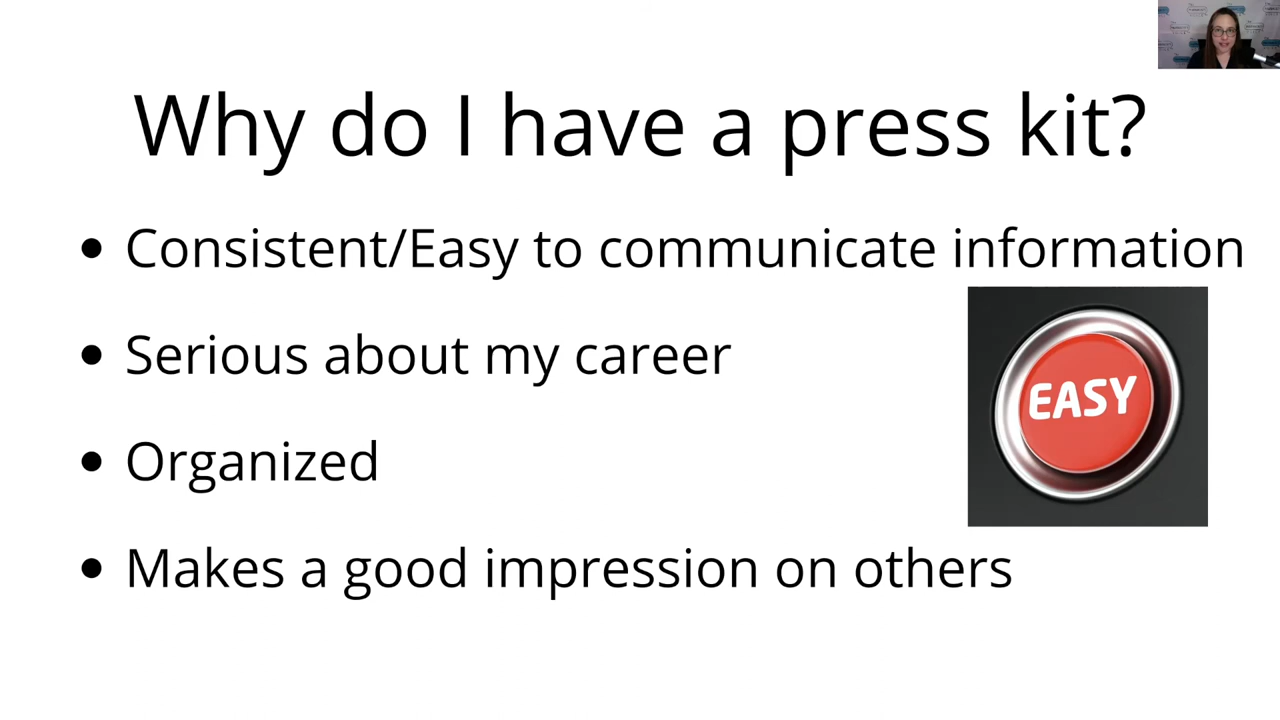 Why do I have a press kit?
Consistent/Easy to communicate information
Serious about my career
EASY
Organized
Makes a good impression on others